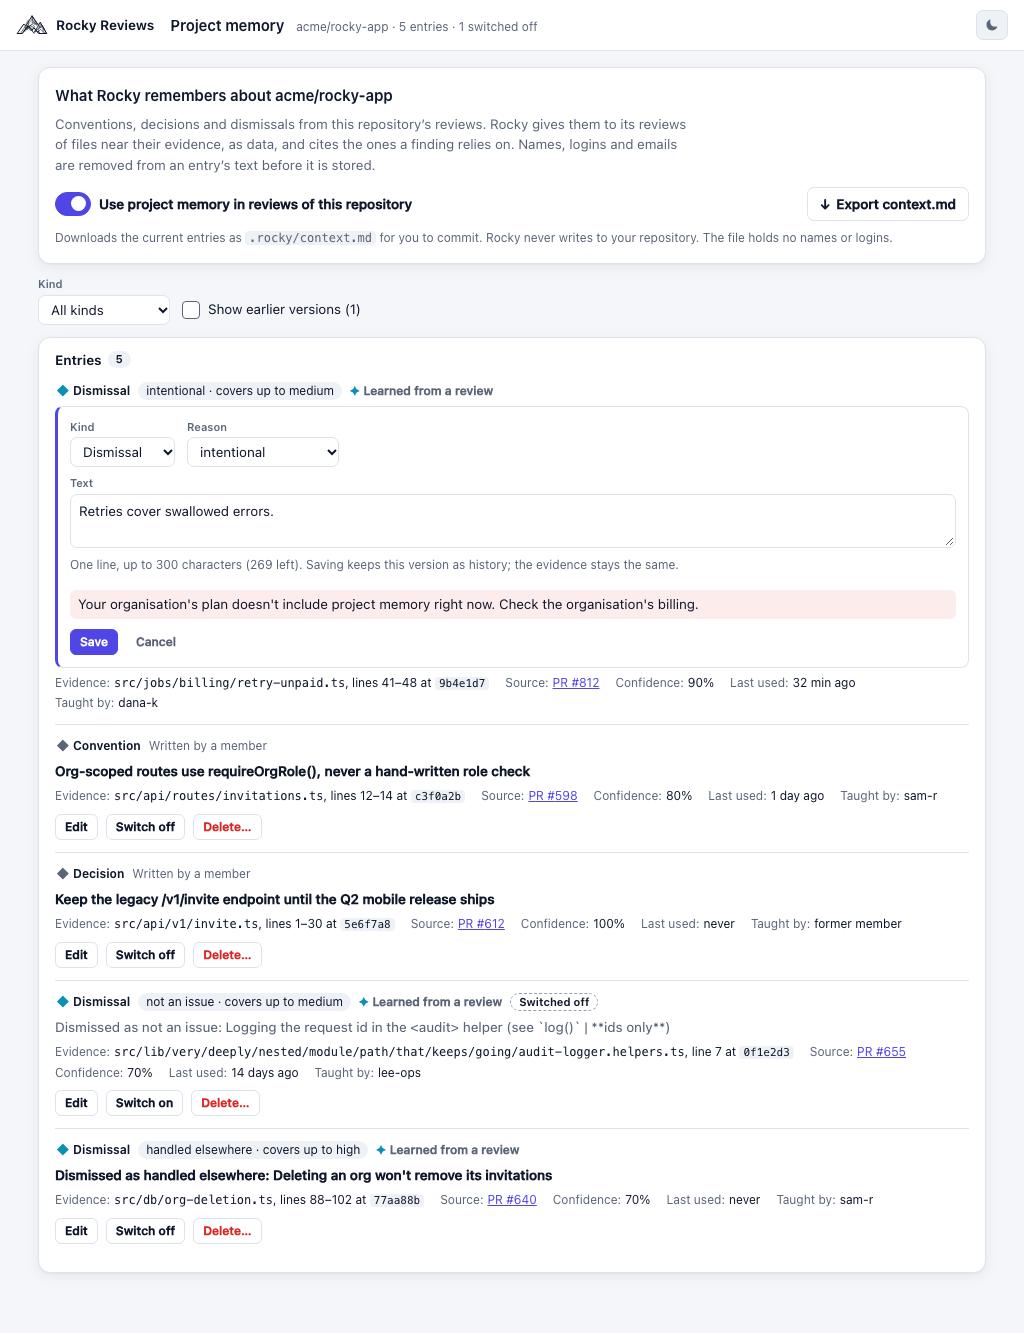 Rocky Reviews Project memory acme/rocky-app · 5 entries · 1 switched off
What Rocky remembers about acme/rocky-app
Conventions, decisions and dismissals from this repository’s reviews. Rocky gives them to its reviews
of files near their evidence, as data, and cites the ones a finding relies on. Names, logins and emails
are removed from an entry’s text before it is stored.
Use project memory in reviews of this repository
↓ Export context.md
Downloads the current entries as .rocky/context.md for you to commit. Rocky never writes to your repository. The file holds no names or logins.
Kind
All kinds
Show earlier versions (1)
Entries 5
Dismissal intentional · covers up to medium Learned from a review
Kind Reason
Dismissal intentional
Text
Retries cover swallowed errors.
One line, up to 300 characters (269 left). Saving keeps this version as history; the evidence stays the same.
Your organisation's plan doesn't include project memory right now. Check the organisation's billing.
Save Cancel
Evidence: src/jobs/billing/retry-unpaid.ts, lines 41–48 at 9b4e1d7 Source: PR #812 Confidence: 90% Last used: 32 min ago
Taught by: dana-k
Convention Written by a member
Org-scoped routes use requireOrgRole(), never a hand-written role check
Evidence: src/api/routes/invitations.ts, lines 12–14 at c3f0a2b Source: PR #598 Confidence: 80% Last used: 1 day ago Taught by: sam-r
Edit Switch off Delete…
Decision Written by a member
Keep the legacy /v1/invite endpoint until the Q2 mobile release ships
Evidence: src/api/v1/invite.ts, lines 1–30 at 5e6f7a8 Source: PR #612 Confidence: 100% Last used: never Taught by: former member
Edit Switch off Delete…
Dismissal not an issue · covers up to medium Learned from a review Switched off
Dismissed as not an issue: Logging the request id in the <audit> helper (see `log()` | **ids only**)
Evidence: src/lib/very/deeply/nested/module/path/that/keeps/going/audit-logger.helpers.ts, line 7 at 0f1e2d3 Source: PR #655
Confidence: 70% Last used: 14 days ago Taught by: lee-ops
Edit Switch on Delete…
Dismissal handled elsewhere · covers up to high Learned from a review
Dismissed as handled elsewhere: Deleting an org won't remove its invitations
Evidence: src/db/org-deletion.ts, lines 88–102 at 77aa88b Source: PR #640 Confidence: 70% Last used: never Taught by: sam-r
Edit Switch off Delete…